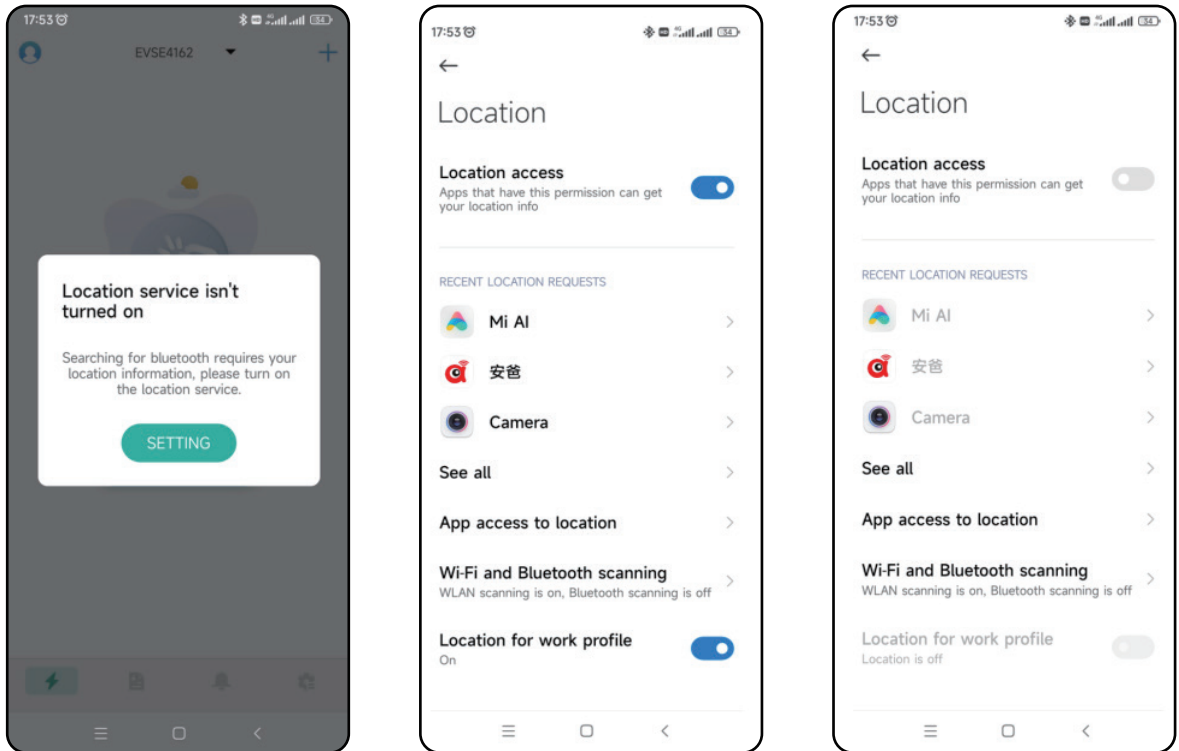 17:53
54
EVSE4162
Location service isn't
turned on
Searching for bluetooth requires your
location information, please turn on
the location service.
SETTING
17:53
4G
54
Location
Location access
Apps that have this permission can get
your location info
RECENT LOCATION REQUESTS
Mi AI
安爸
Camera
See all
App access to location
Wi-Fi and Bluetooth scanning
WLAN scanning is on, Bluetooth scanning is off
Location for work profile
On
17:53
4G
54
Location
Location access
Apps that have this permission can get
your location info
RECENT LOCATION REQUESTS
Mi AI
安爸
Camera
See all
App access to location
Wi-Fi and Bluetooth scanning
WLAN scanning is on, Bluetooth scanning is off
Location for work profile
Location is off